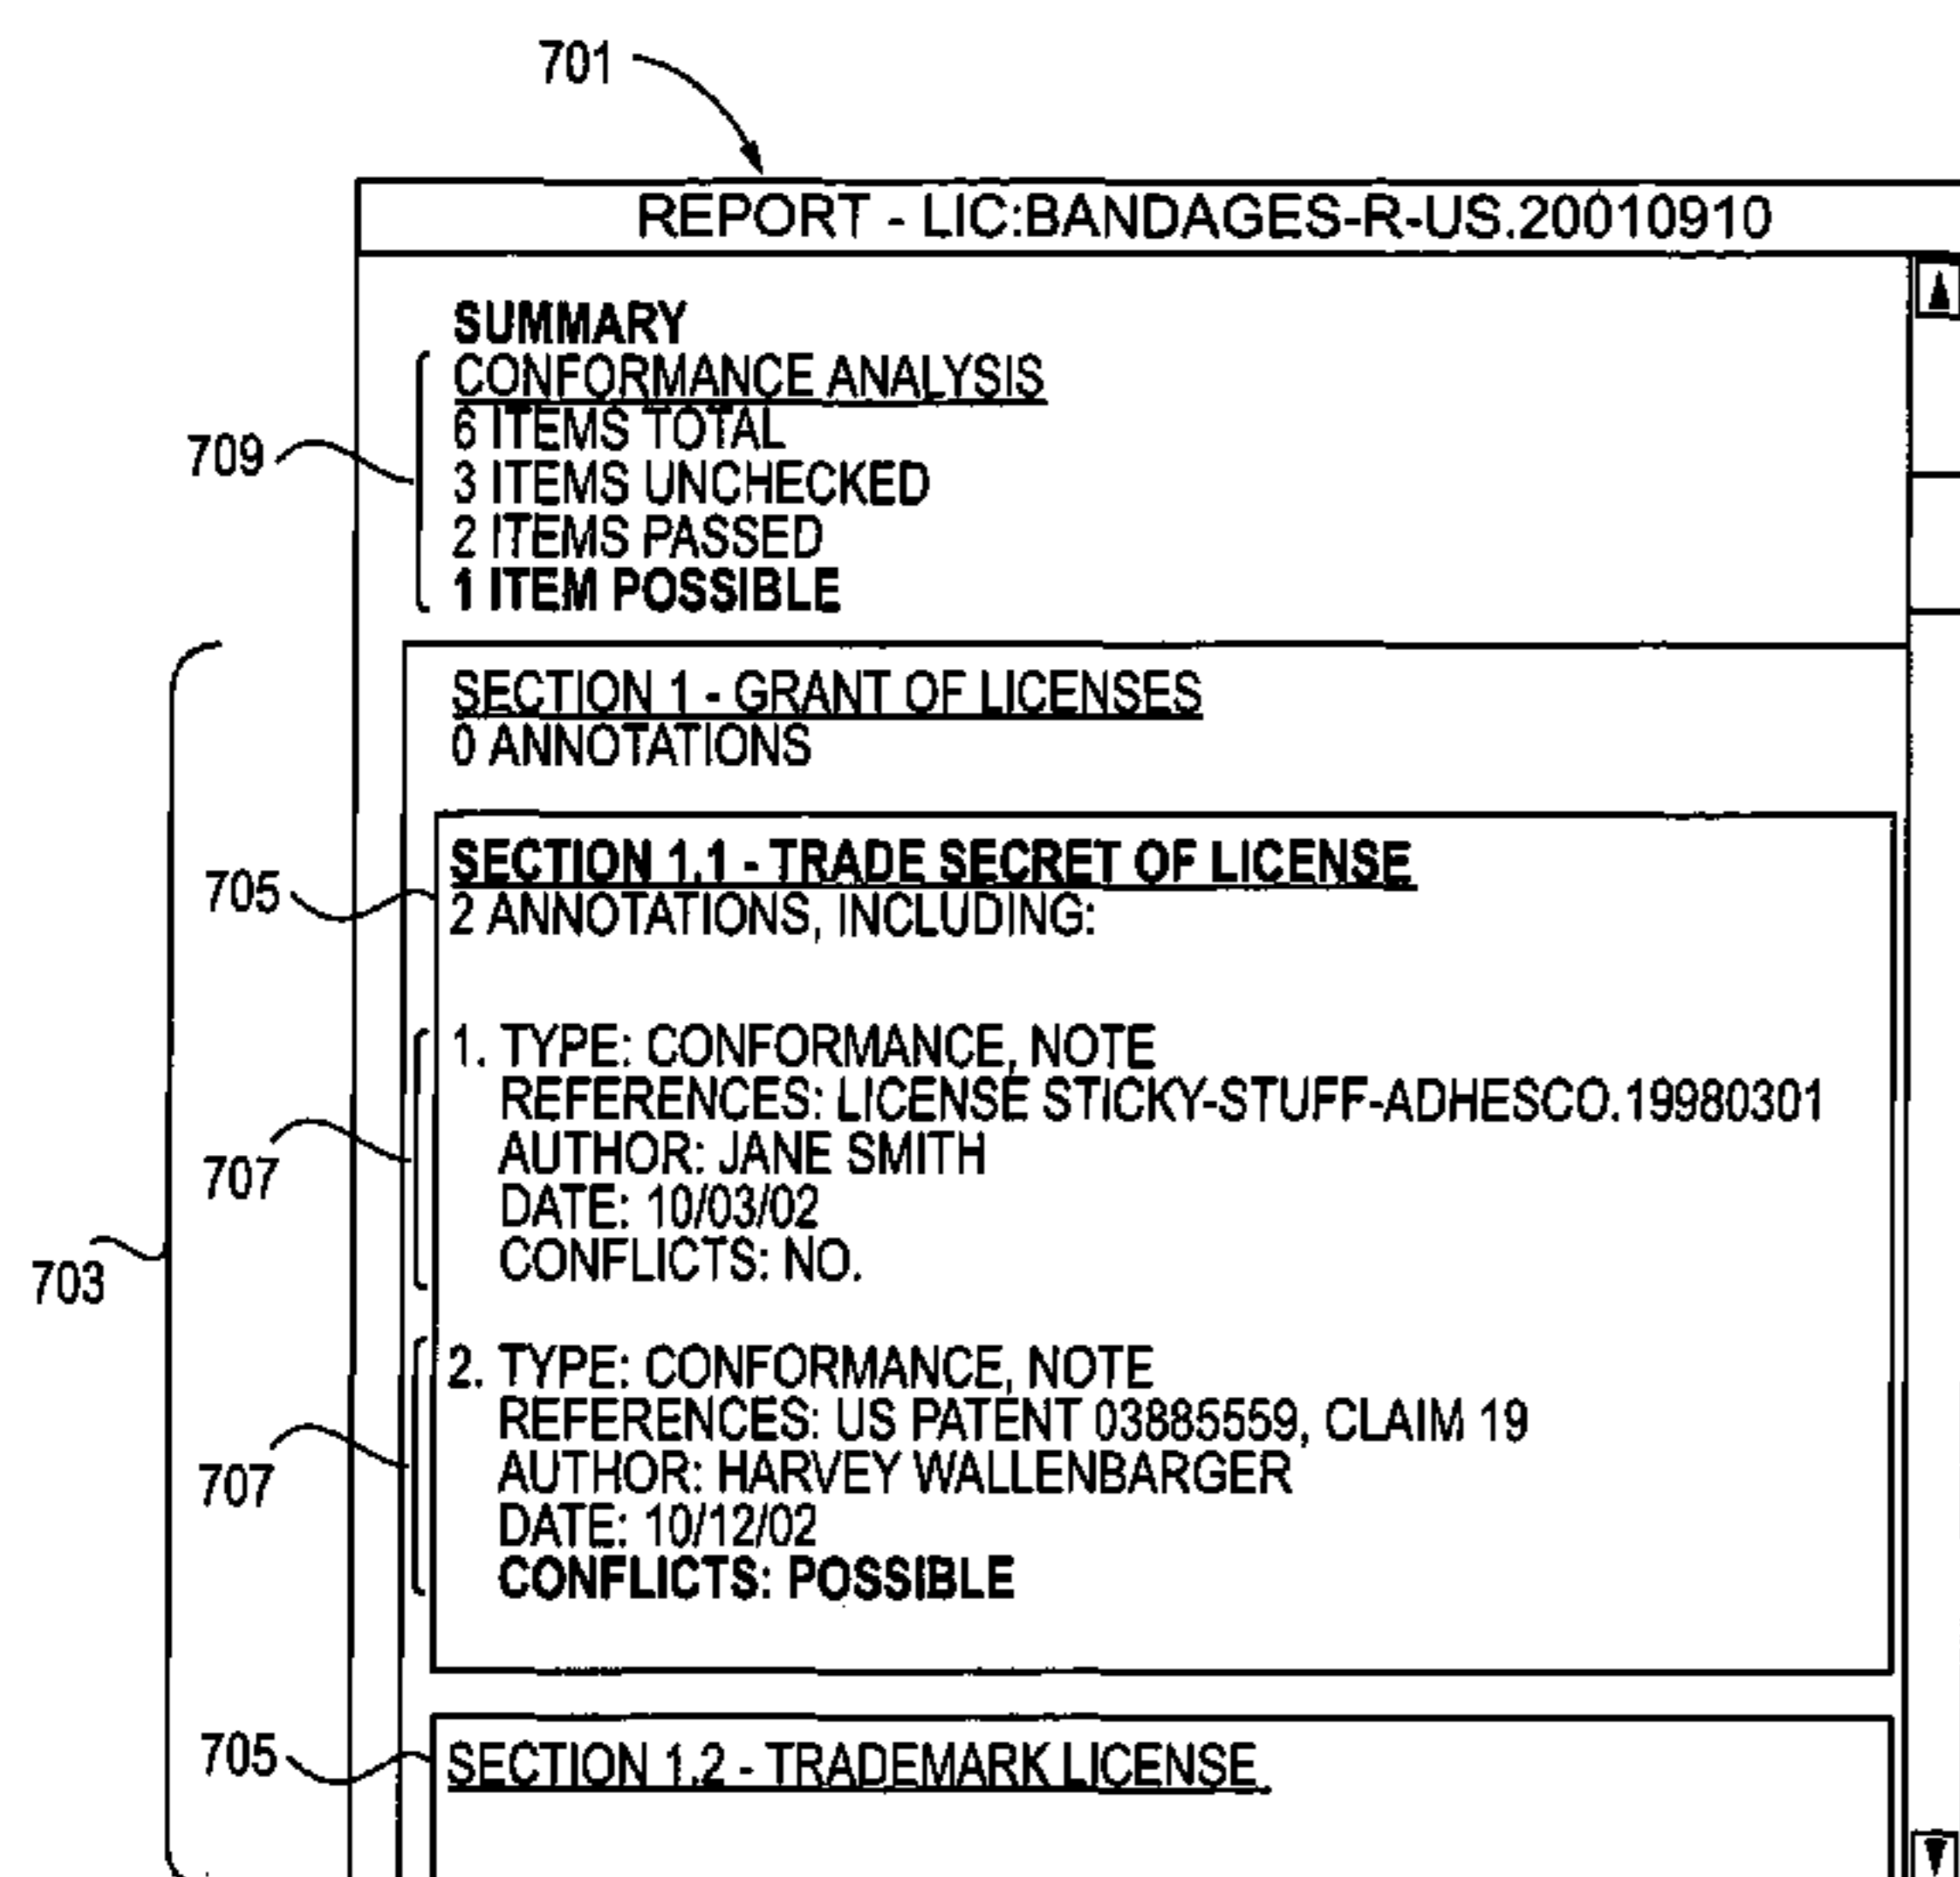 701
REPORT - LIC:BANDAGES-R-US.20010910
SUMMARY
CONFORMANCE ANALYSIS
6 ITEMS TOTAL
709
3 ITEMS UNCHECKED
2 ITEMS PASSED
1 ITEM POSSIBLE
SECTION 1 - GRANT OF LICENSES
0 ANNOTATIONS
SECTION 1.1 - TRADE SECRET OF LICENSE
705
2 ANNOTATIONS, INCLUDING:
1. TYPE: CONFORMANCE, NOTE
REFERENCES: LICENSE STICKY-STUFF-ADHESCO.19980301
AUTHOR: JANE SMITH
707
DATE: 10/03/02
CONFLICTS: NO.
703
2. TYPE: CONFORMANCE, NOTE
REFERENCES: US PATENT 03885559, CLAIM 19
AUTHOR: HARVEY WALLENBARGER
707
DATE: 10/12/02
CONFLICTS: POSSIBLE
705
SECTION 1.2 - TRADEMARK LICENSE